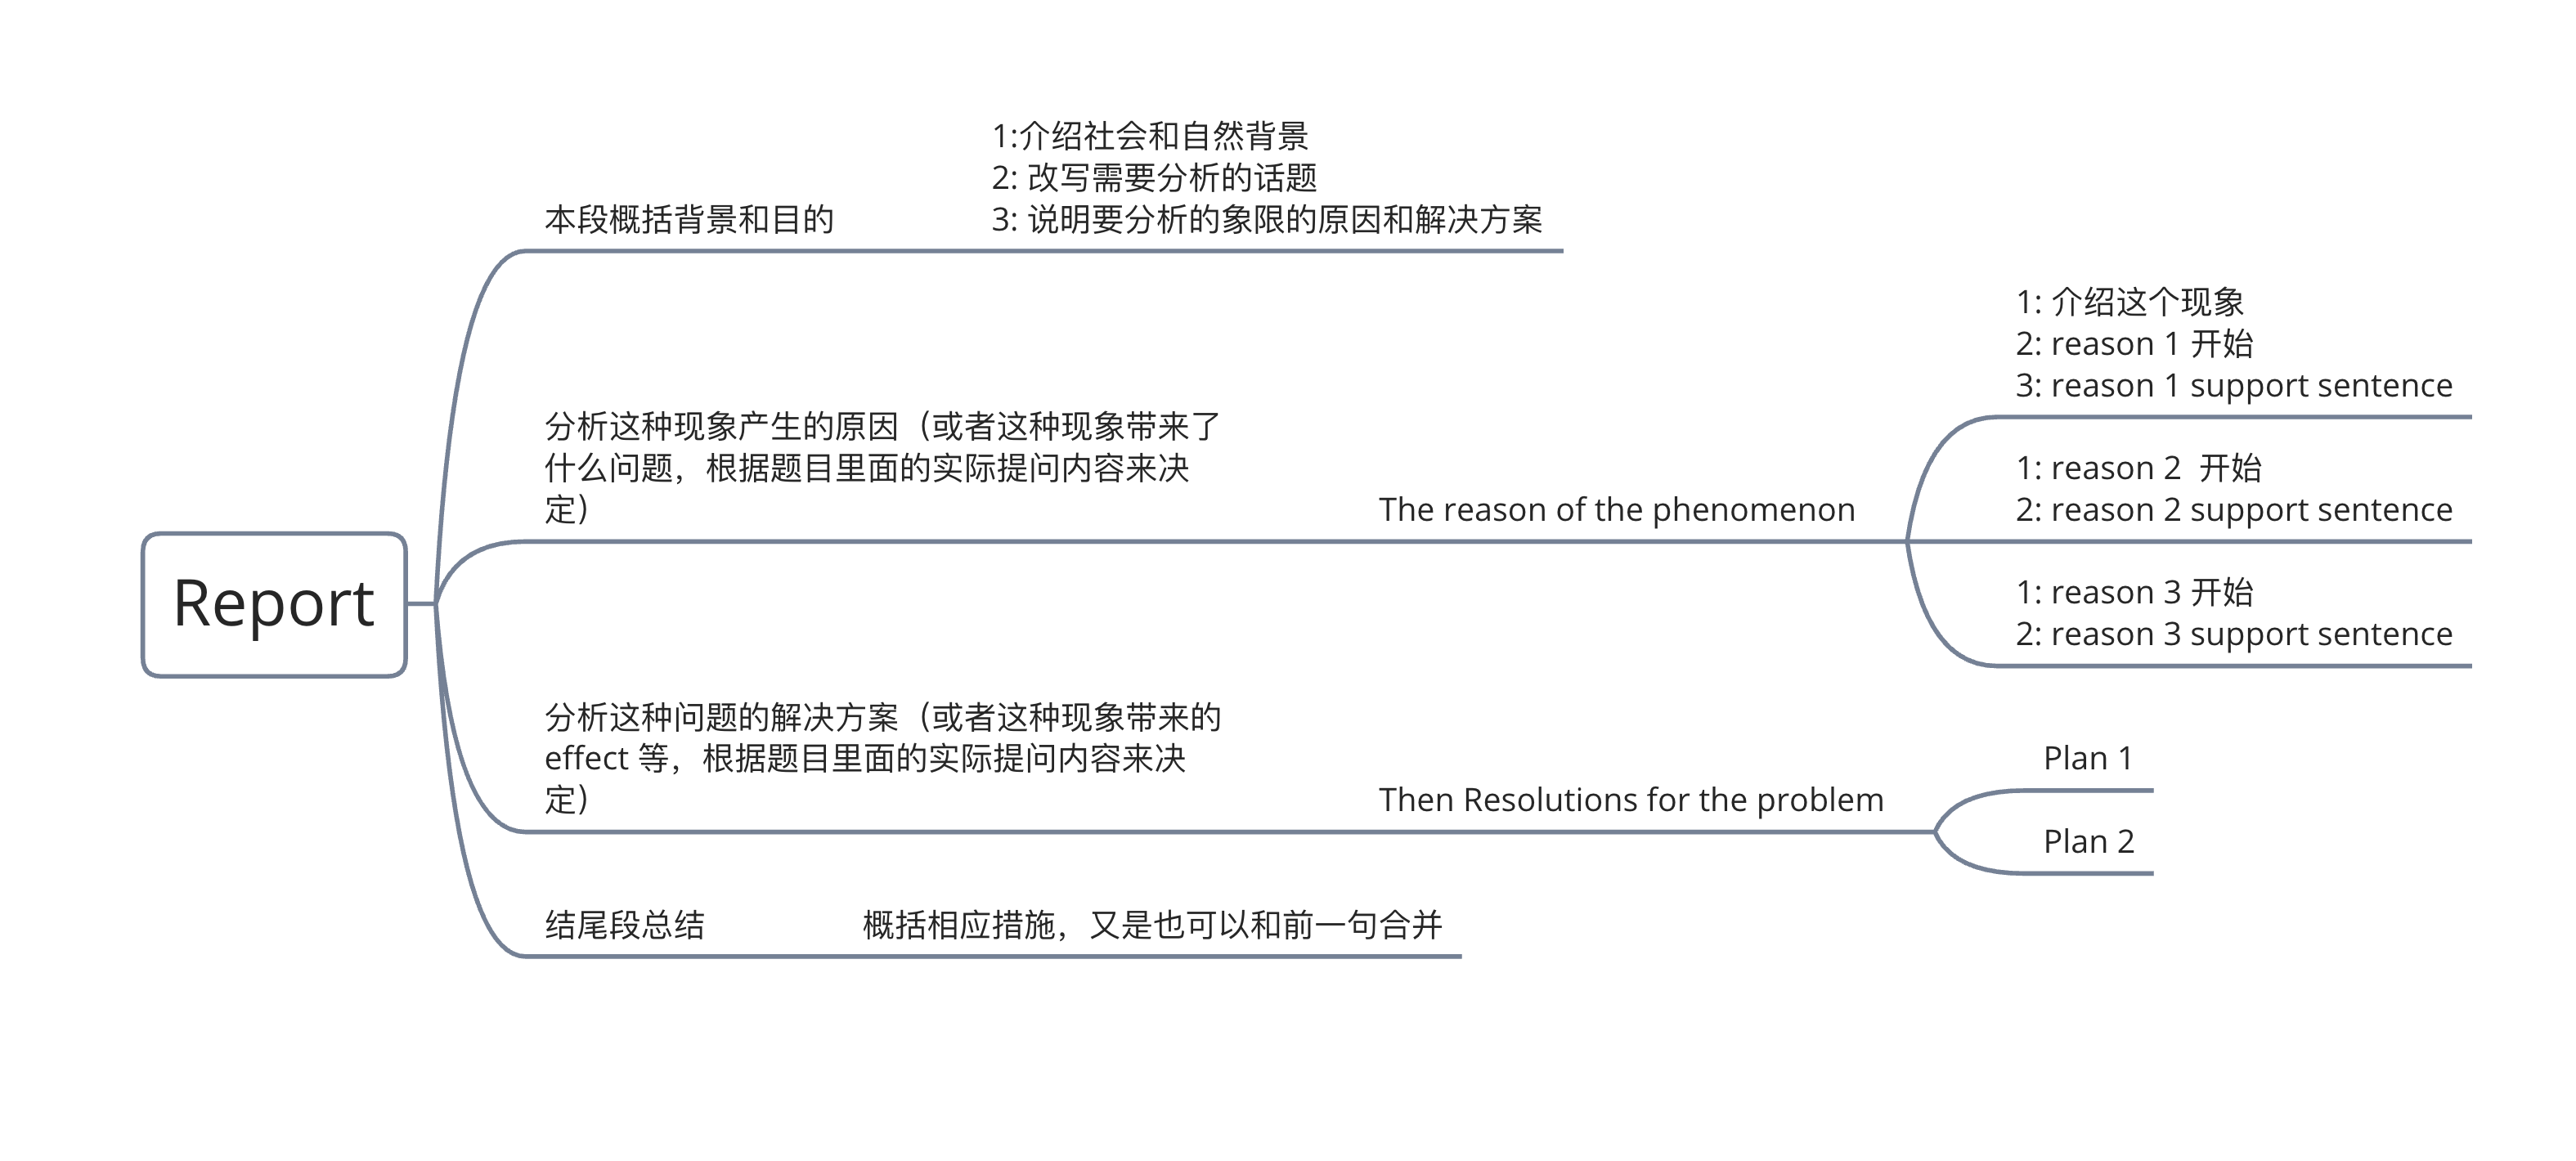 Report
本段概括背景和目的
1:介绍社会和自然背景
2: 改写需要分析的话题
3: 说明要分析的象限的原因和解决方案
分析这种现象产生的原因（或者这种现象带来了
什么问题，根据题目里面的实际提问内容来决
定）
The reason of the phenomenon
1: 介绍这个现象
2: reason 1 开始
3: reason 1 support sentence
1: reason 2  开始
2: reason 2 support sentence
1: reason 3 开始
2: reason 3 support sentence
分析这种问题的解决方案（或者这种现象带来的
effect 等，根据题目里面的实际提问内容来决
定）
Then Resolutions for the problem
Plan 1
Plan 2
结尾段总结
概括相应措施，又是也可以和前一句合并